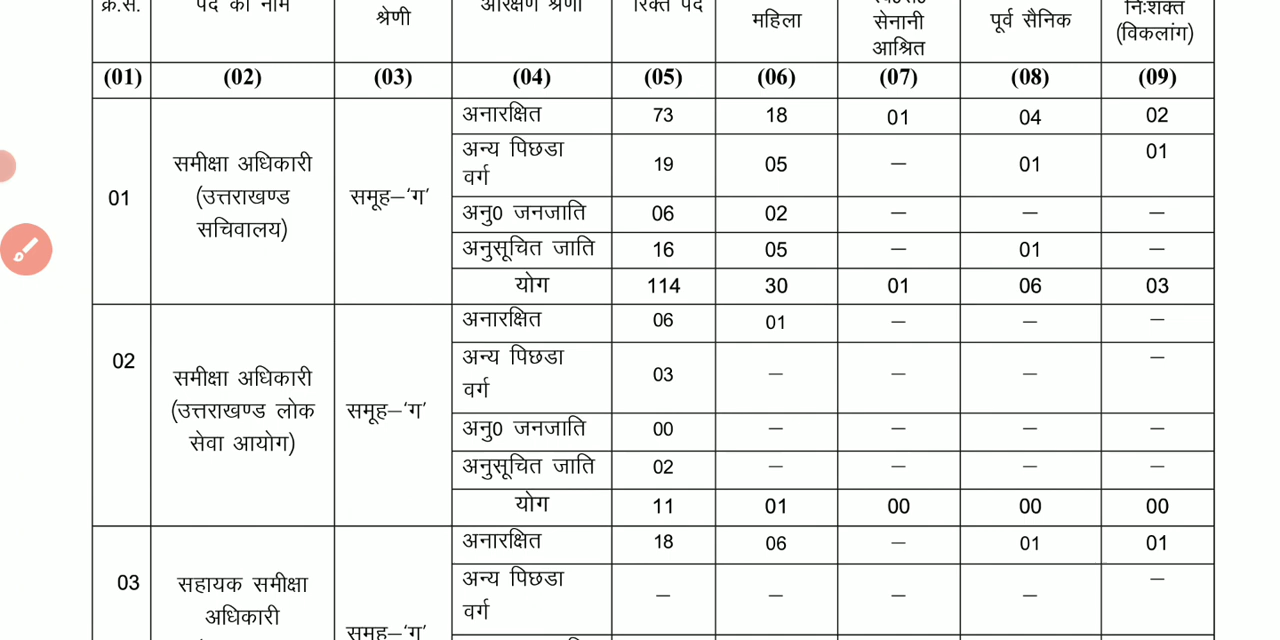 क्र.सं. पद का नाम श्रेणी आरक्षण श्रेणी रिक्त पद महिला सेनानी आश्रित पूर्व सैनिक निःशक्त (विकलांग)
(01) (02) (03) (04) (05) (06) (07) (08) (09)
01 समीक्षा अधिकारी (उत्तराखण्ड सचिवालय) समूह–‘ग’
अनारक्षित 73 18 01 04 02
अन्य पिछडा वर्ग 19 05 – 01 01
अनु0 जनजाति 06 02 – – –
अनुसूचित जाति 16 05 – 01 –
योग 114 30 01 06 03
02 समीक्षा अधिकारी (उत्तराखण्ड लोक सेवा आयोग) समूह–‘ग’
अनारक्षित 06 01 – – –
अन्य पिछडा वर्ग 03 – – – –
अनु0 जनजाति 00 – – – –
अनुसूचित जाति 02 – – – –
योग 11 01 00 00 00
03 सहायक समीक्षा अधिकारी समूह–‘ग’
अनारक्षित 18 06 – 01 01
अन्य पिछडा वर्ग – – – – –